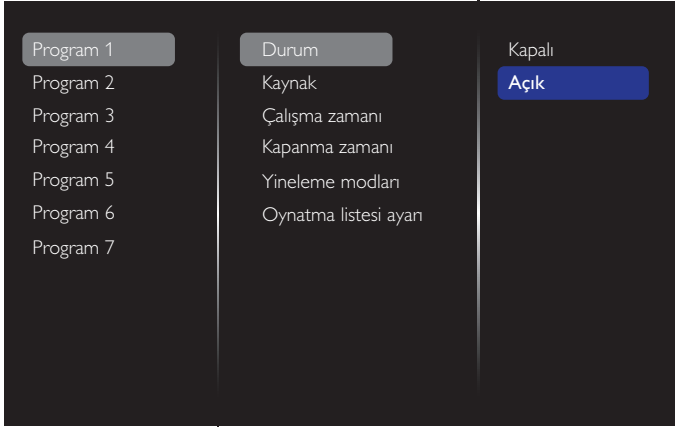 Program 1
Program 2
Program 3
Program 4
Program 5
Program 6
Program 7
Durum
Kaynak
Çalışma zamanı
Kapanma zamanı
Yineleme modları
Oynatma listesi ayarı
Kapalı
Açık